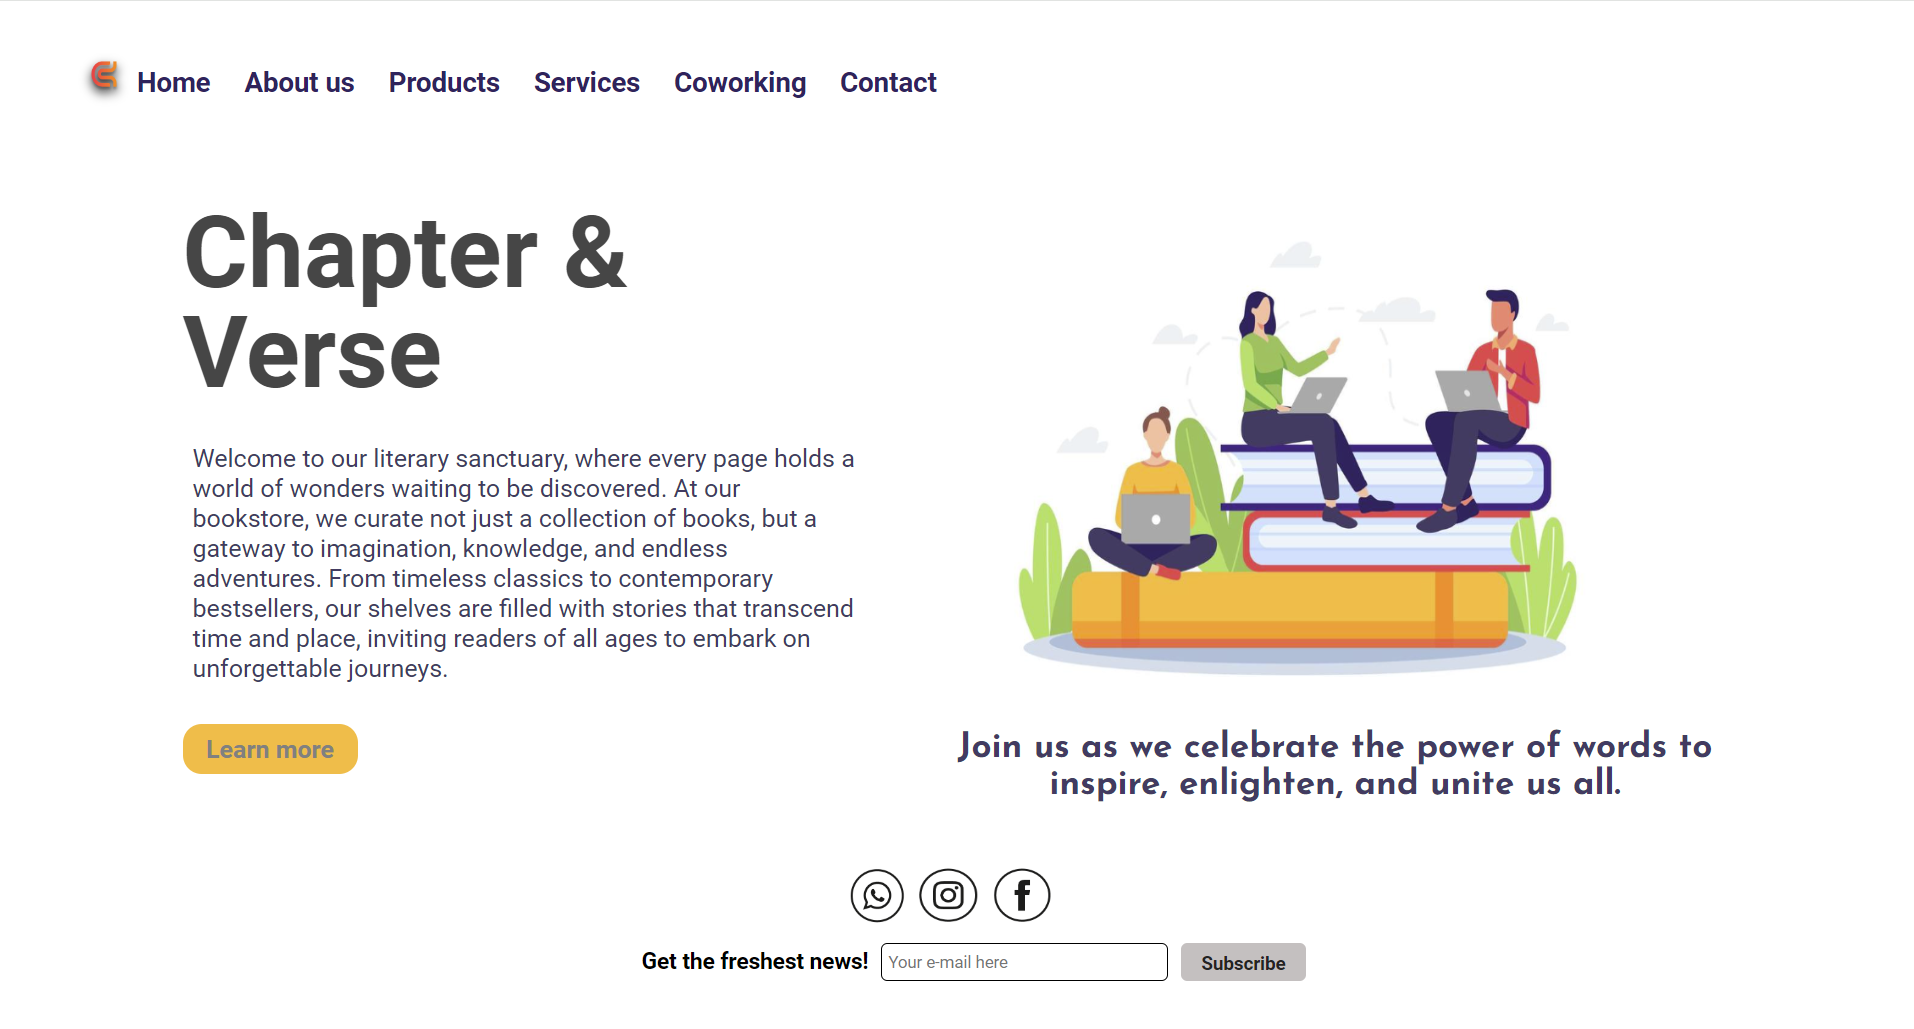 Home About us Products Services Coworking Contact
Chapter &
Verse
Welcome to our literary sanctuary, where every page holds a
world of wonders waiting to be discovered. At our
bookstore, we curate not just a collection of books, but a
gateway to imagination, knowledge, and endless
adventures. From timeless classics to contemporary
bestsellers, our shelves are filled with stories that transcend
time and place, inviting readers of all ages to embark on
unforgettable journeys.
Learn more
Join us as we celebrate the power of words to
inspire, enlighten, and unite us all.
Get the freshest news! Your e-mail here Subscribe